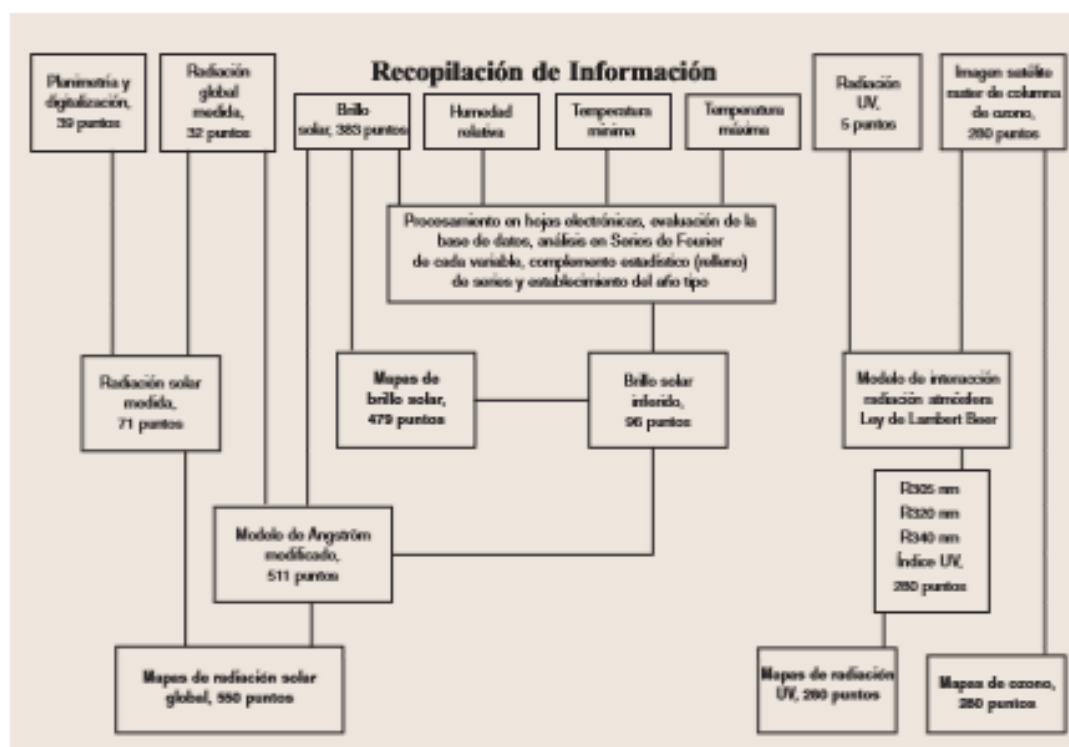 Recopilación de Información
Planimetría y
digitalización,
39 puntos
Radiación
global
medida,
32 puntos
Brillo
solar, 383 puntos
Humedad
relativa
Temperatura
mínima
Temperatura
máxima
Radiación
UV,
5 puntos
Imagen satélite
raster de columna
de ozono,
280 puntos
Procesamiento en hojas electrónicas, evaluación de la
base de datos, análisis en Series de Fourier
de cada variable, complemento estadístico (relleno)
de series y establecimiento del año tipo
Radiación solar
medida,
71 puntos
Mapas de
brillo solar,
479 puntos
Brillo solar
inferido,
96 puntos
Modelo de interacción
radiación atmósfera
Ley de Lambert Beer
R305 nm
R320 nm
R340 nm
Índice UV,
280 puntos
Modelo de Angström
modificado,
511 puntos
Mapas de radiación solar
global, 550 puntos
Mapas de radiación
UV, 280 puntos
Mapas de ozono,
280 puntos